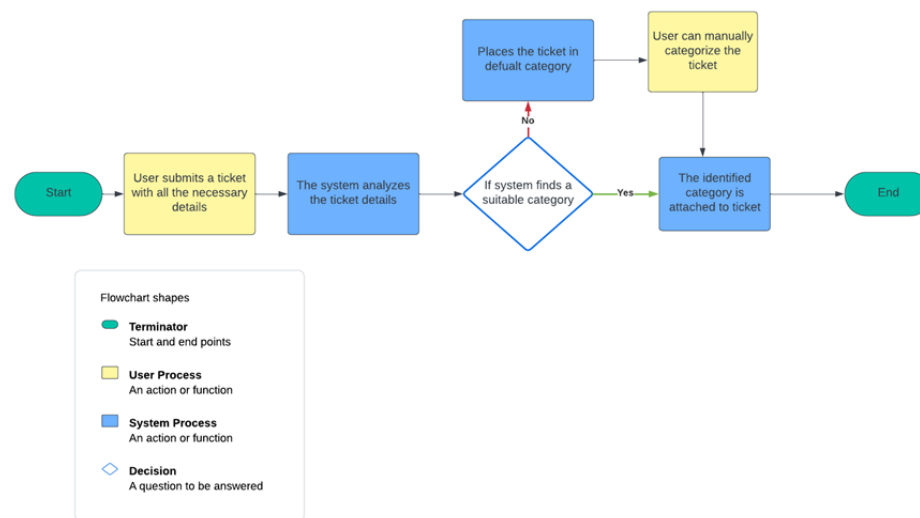 Places the ticket in
defualt category
User can manually
categorize the
ticket
No
Start
User submits a ticket
with all the necessary
details
The system analyzes
the ticket details
If system finds a
suitable category
Yes
The identified
category is
attached to ticket
End
Flowchart shapes
Terminator
Start and end points
User Process
An action or function
System Process
An action or function
Decision
A question to be answered